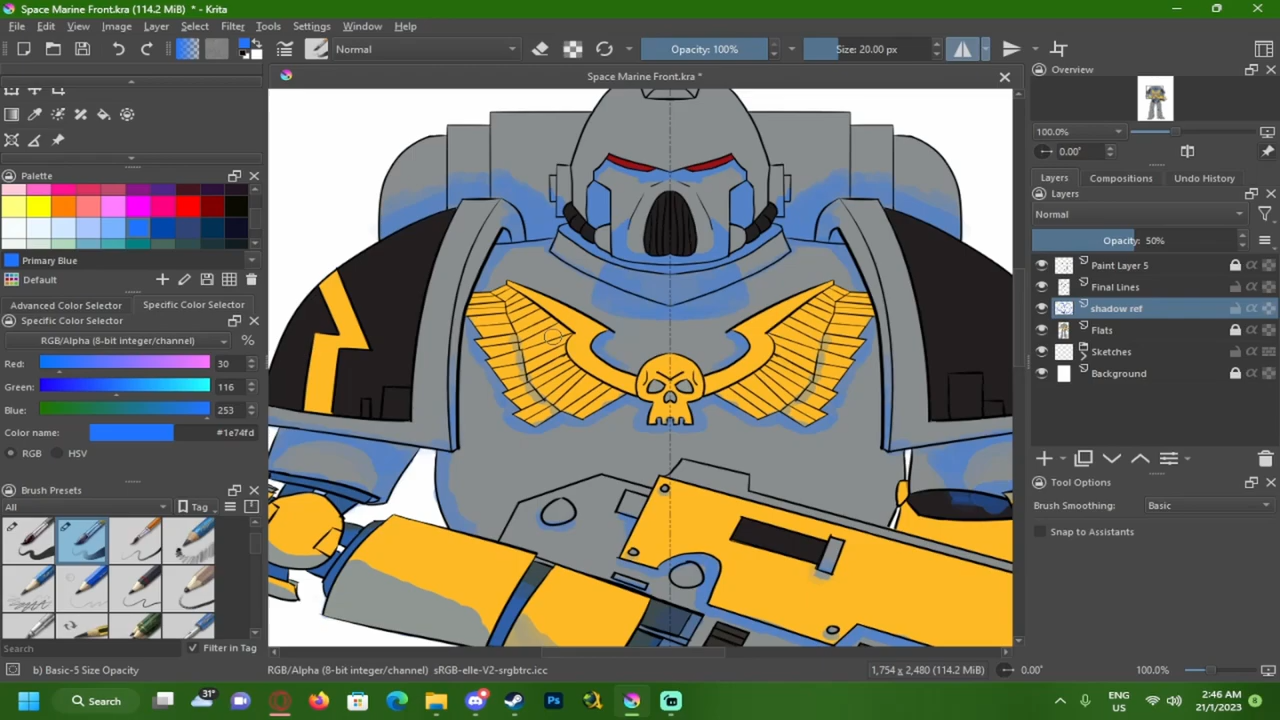 Space Marine Front.kra (114.2 MiB) * - Krita
File Edit View Image Layer Select Filter Tools Settings Window Help
Normal Opacity: 100% Size: 20.00 px
Space Marine Front.kra *
Overview
100.0%
0.00°
Layers Compositions Undo History
Layers
Normal
Opacity: 50%
Paint Layer 5
Final Lines
shadow ref
Flats
Sketches
Background
Tool Options
Brush Smoothing: Basic
Snap to Assistants
Palette
Primary Blue
Default
Advanced Color Selector Specific Color Selector
Specific Color Selector
RGB/Alpha (8-bit integer/channel) %
Red: 30
Green: 116
Blue: 253
Color name: #1e74fd
RGB HSV
Brush Presets
All Tag
Search Filter in Tag
b) Basic-5 Size Opacity RGB/Alpha (8-bit integer/channel) sRGB-elle-V2-srgbtrc.icc 1,754 x 2,480 (114.2 MiB) 0.00° 100.0%
Search 31° Ps ENG US 2:46 AM 21/1/2023 8